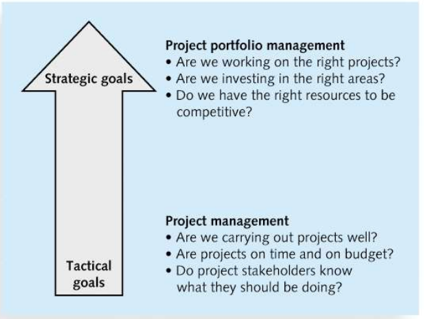 Project portfolio management
• Are we working on the right projects?
Strategic goals
• Are we investing in the right areas?
• Do we have the right resources to be
competitive?
Project management
• Are we carrying out projects well?
• Are projects on time and on budget?
Tactical
goals
• Do project stakeholders know
what they should be doing?